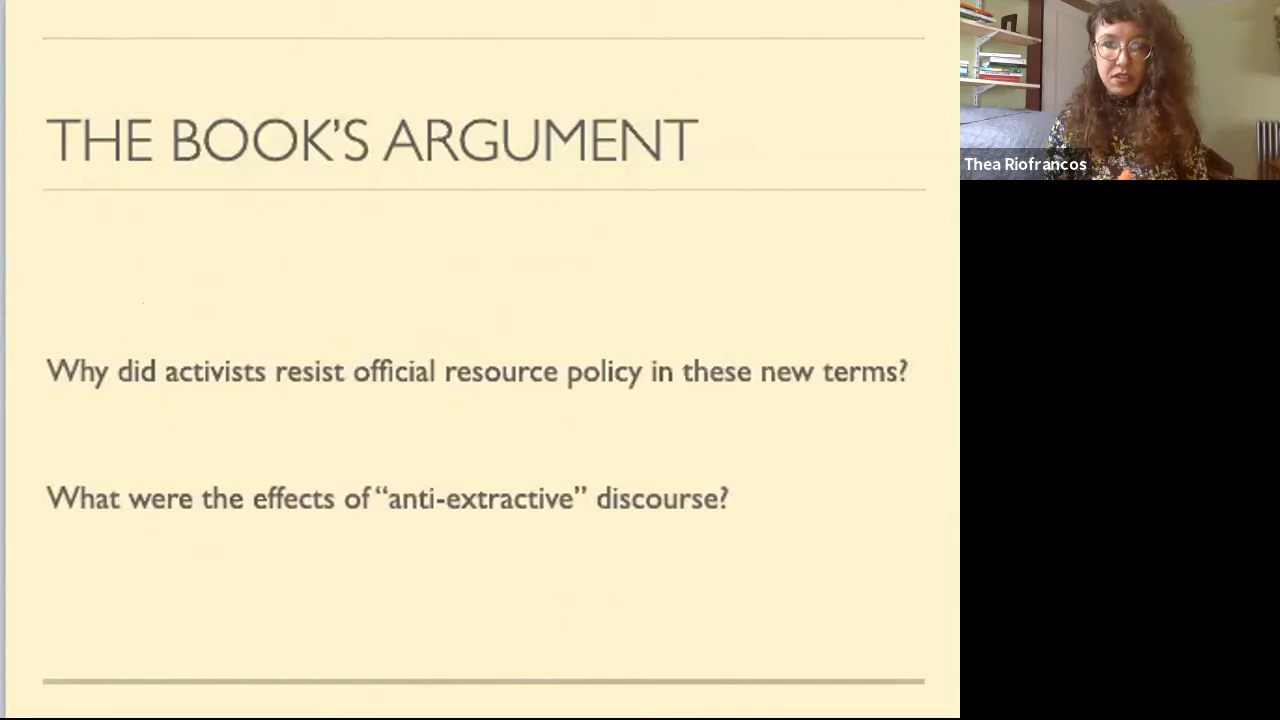 THE BOOK’S ARGUMENT
Why did activists resist official resource policy in these new terms?
What were the effects of “anti-extractive” discourse?
Thea Riofrancos